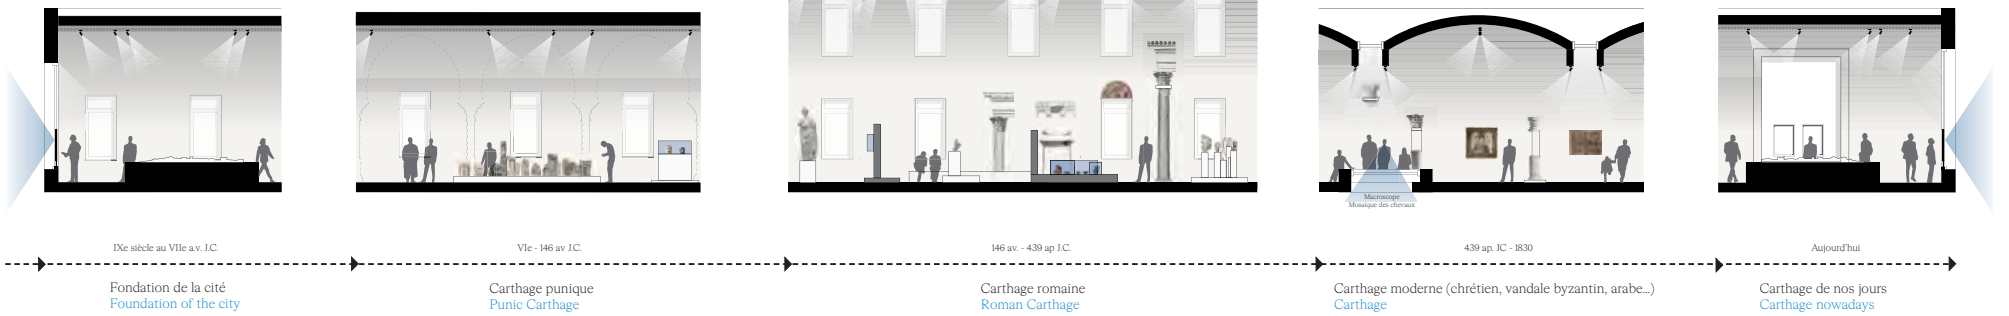 Macroscope
Mosaïque des chevaux
IXe siècle au VIIe a.v. J.C.
VIe - 146 av J.C.
146 av. - 439 ap J.C.
439 ap. JC - 1830
Aujourd'hui
Fondation de la cité
Foundation of the city
Carthage punique
Punic Carthage
Carthage romaine
Roman Carthage
Carthage moderne (chrétien, vandale byzantin, arabe...)
Carthage
Carthage de nos jours
Carthage nowadays